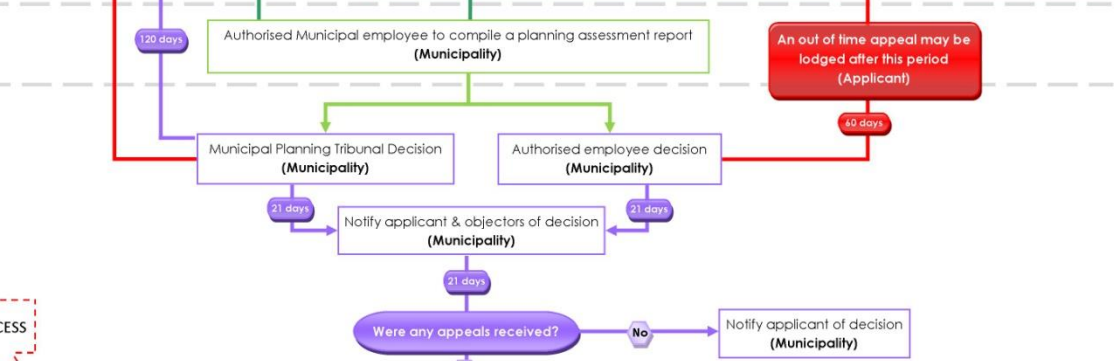 120 days
Authorised Municipal employee to compile a planning assessment report
(Municipality)
An out of time appeal may be
lodged after this period
(Applicant)
60 days
Municipal Planning Tribunal Decision
(Municipality)
Authorised employee decision
(Municipality)
21 days
21 days
Notify applicant & objectors of decision
(Municipality)
21 days
CESS
Were any appeals received?
No
Notify applicant of decision
(Municipality)